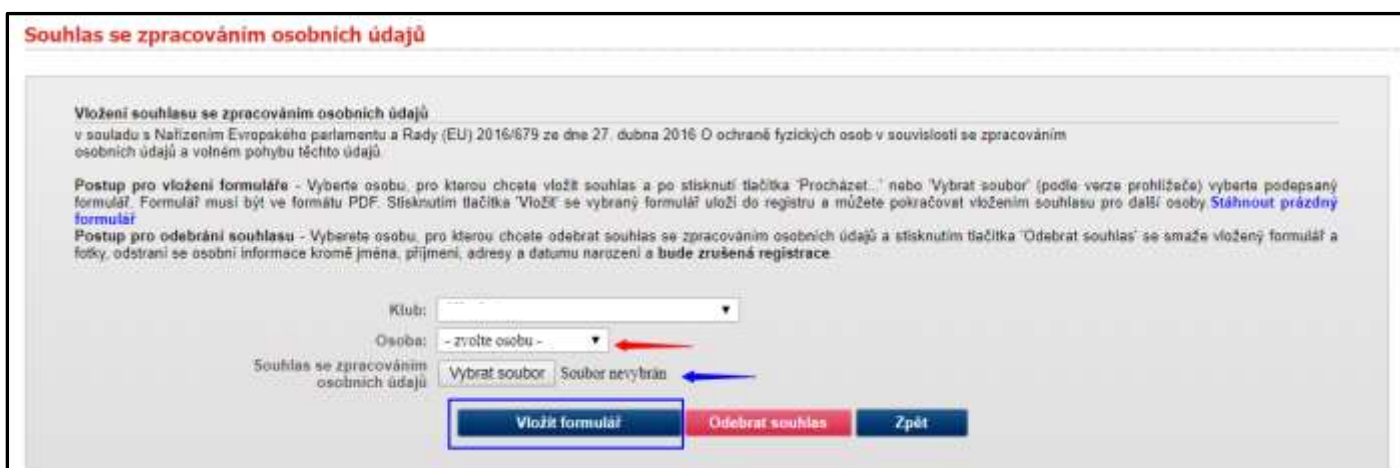 Souhlas se zpracováním osobních údajů
Vložení souhlasu se zpracováním osobních údajů
v souladu s Nařízením Evropského parlamentu a Rady (EU) 2016/679 ze dne 27. dubna 2016 O ochraně fyzických osob v souvislosti se zpracováním
osobních údajů a volném pohybu těchto údajů.
Postup pro vložení formuláře - Vyberte osobu, pro kterou chcete vložit souhlas a po stisknutí tlačítka 'Procházet...' nebo 'Vybrat soubor' (podle verze prohlížeče) vyberte podepsaný
formulář. Formulář musí být ve formátu PDF. Stisknutím tlačítka 'Vložit' se vybraný formulář uloží do registru a můžete pokračovat vložením souhlasu pro další osoby. Stáhnout prázdný
formulář
Postup pro odebrání souhlasu - Vyberete osobu, pro kterou chcete odebrat souhlas se zpracováním osobních údajů a stisknutím tlačítka 'Odebrat souhlas' se smaže vložený formulář a
fotky, odstraní se osobní informace kromě jména, příjmení, adresy a datumu narození a bude zrušená registrace.
Klub:
Osoba: - zvolte osobu -
Souhlas se zpracováním
osobních údajů Vybrat soubor Soubor nevybrán
Vložit formulář Odebrat souhlas Zpět